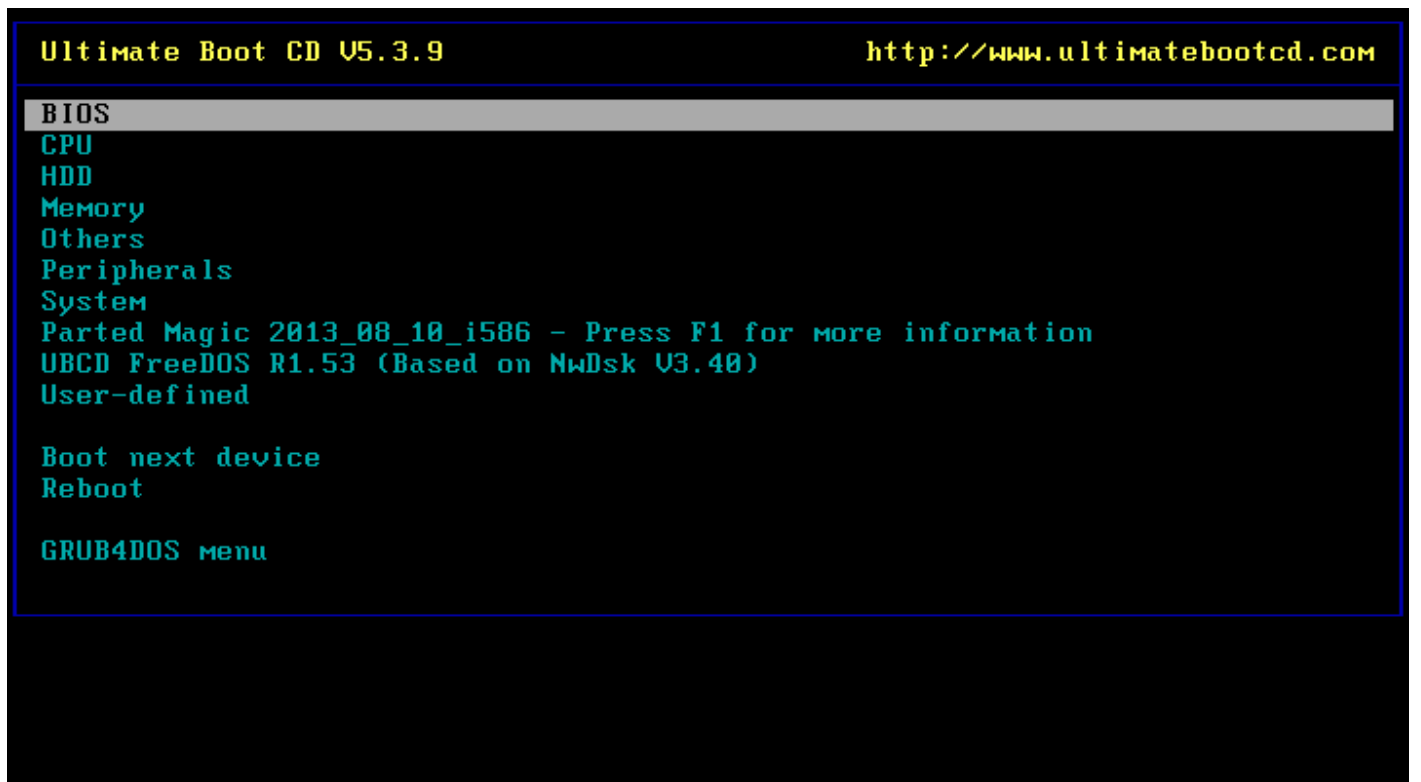 Ultimate Boot CD V5.3.9 http://www.ultimatebootcd.com
BIOS
CPU
HDD
Memory
Others
Peripherals
System
Parted Magic 2013_08_10_i586 - Press F1 for more information
UBCD FreeDOS R1.53 (Based on NwDsk V3.40)
User-defined
Boot next device
Reboot
GRUB4DOS menu